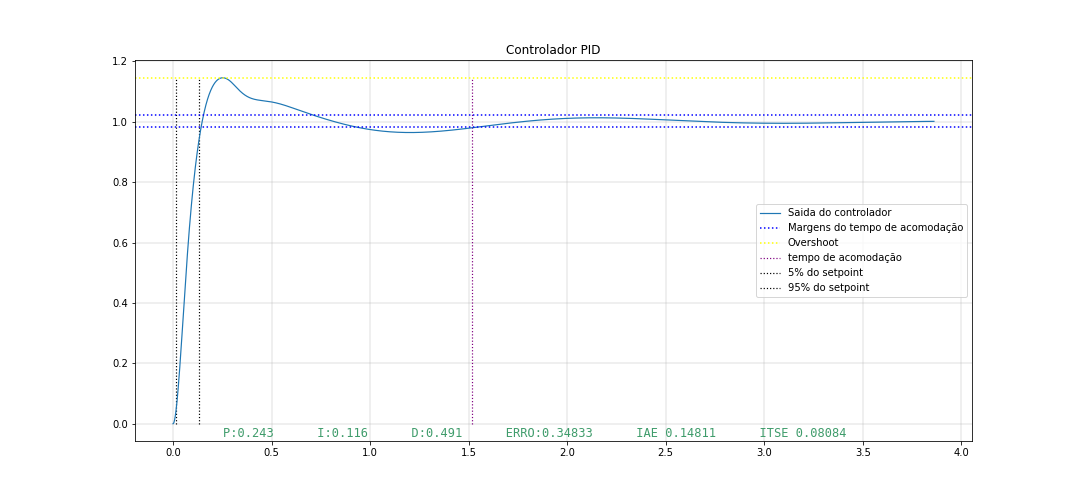 Controlador PID
1.2
1.0
0.8
0.6
0.4
0.2
0.0
Saida do controlador
Margens do tempo de acomodação
Overshoot
tempo de acomodação
5% do setpoint
95% do setpoint
P:0.243 I:0.116 D:0.491 ERRO:0.34833 IAE 0.14811 ITSE 0.08084
0.0 0.5 1.0 1.5 2.0 2.5 3.0 3.5 4.0